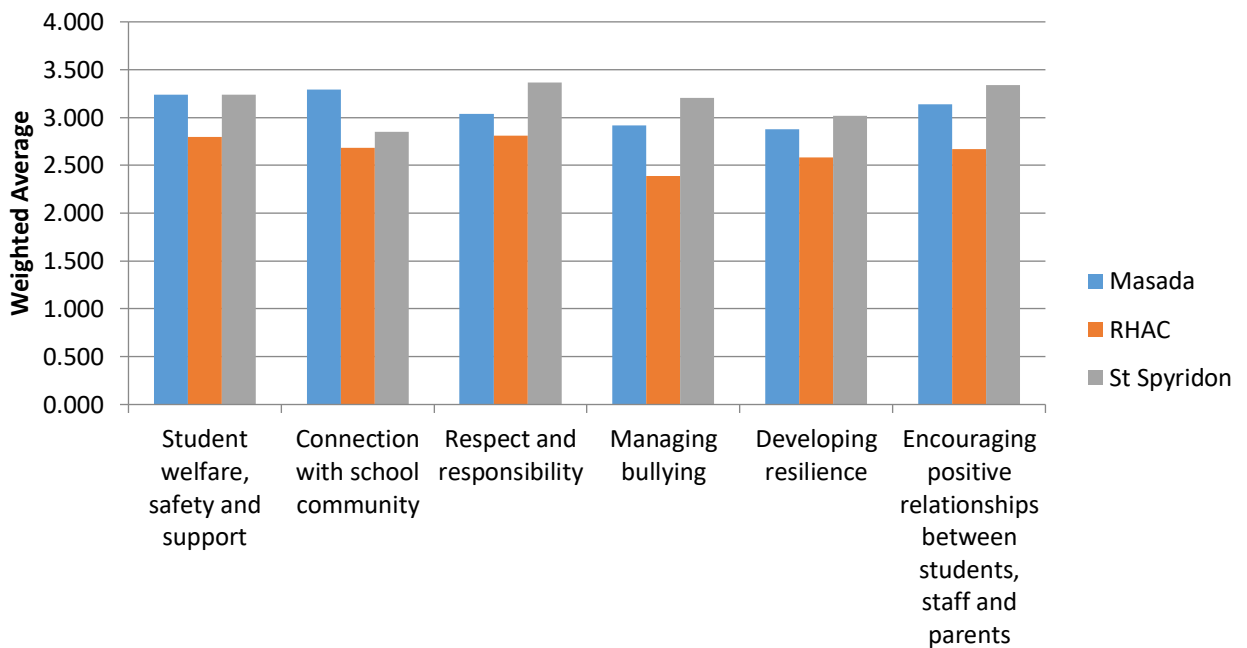 4.000
3.500
3.000
2.500
2.000
1.500
1.000
0.500
0.000
Weighted Average
Student
welfare,
safety and
support
Connection
with school
community
Respect and
responsibility
Managing
bullying
Developing
resilience
Encouraging
positive
relationships
between
students,
staff and
parents
Masada
RHAC
St Spyridon